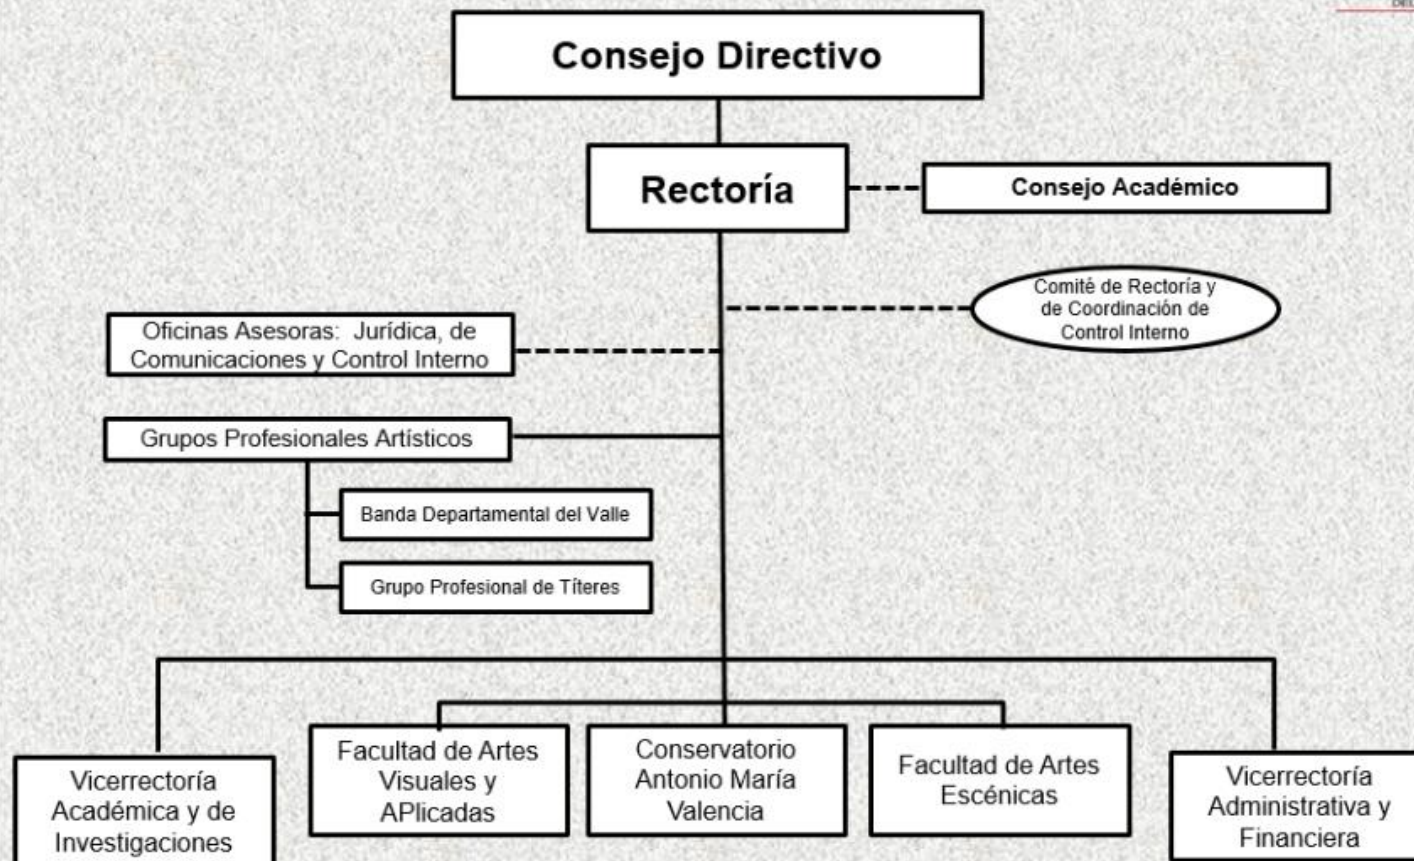 Consejo Directivo
Rectoría
Consejo Académico
Comité de Rectoría y
de Coordinación de
Control Interno
Oficinas Asesoras: Jurídica, de
Comunicaciones y Control Interno
Grupos Profesionales Artísticos
Banda Departamental del Valle
Grupo Profesional de Títeres
Vicerrectoría
Académica y de
Investigaciones
Facultad de Artes
Visuales y
APlicadas
Conservatorio
Antonio María
Valencia
Facultad de Artes
Escénicas
Vicerrectoría
Administrativa y
Financiera